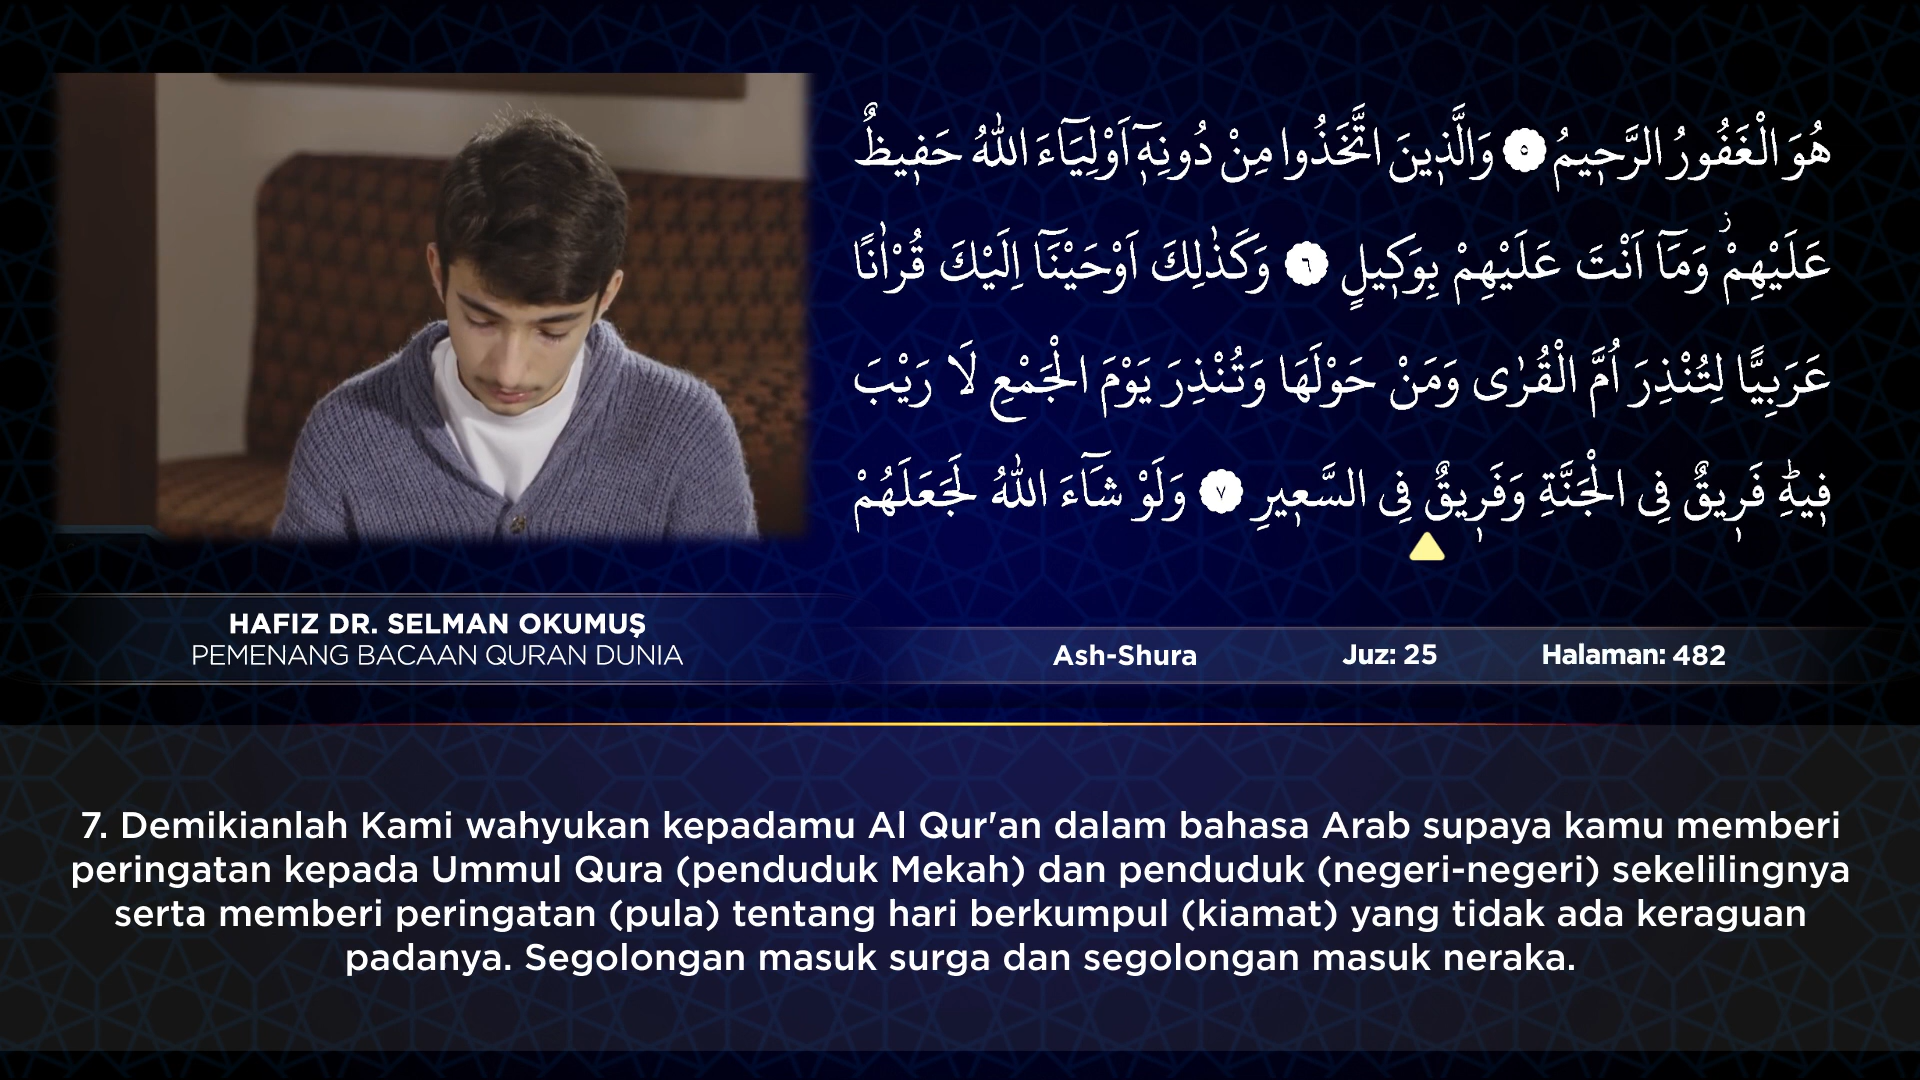 هُوَ الْغَفُورُ الرَّحٖيمُ ٥ وَالَّذٖينَ اتَّخَذُوا مِنْ دُونِهٖٓ اَوْلِيَٓاءَ اللّٰهُ حَفٖيظٌ
عَلَيْهِمْۘ وَمَٓا اَنْتَ عَلَيْهِمْ بِوَكٖيلٍ ٦ وَكَذٰلِكَ اَوْحَيْنَٓا اِلَيْكَ قُرْاٰنًا
عَرَبِيًّا لِتُنْذِرَ اُمَّ الْقُرٰى وَمَنْ حَوْلَهَا وَتُنْذِرَ يَوْمَ الْجَمْعِ لَا رَيْبَ
فٖيهِؕ فَرٖيقٌ فِى الْجَنَّةِ وَفَرٖيقٌ فِى السَّعٖيرِ ٧ وَلَوْ شَٓاءَ اللّٰهُ لَجَعَلَهُمْ
HAFIZ DR. SELMAN OKUMUŞ
PEMENANG BACAAN QURAN DUNIA
Ash-Shura Juz: 25 Halaman: 482
7. Demikianlah Kami wahyukan kepadamu Al Qur'an dalam bahasa Arab supaya kamu memberi
peringatan kepada Ummul Qura (penduduk Mekah) dan penduduk (negeri-negeri) sekelilingnya
serta memberi peringatan (pula) tentang hari berkumpul (kiamat) yang tidak ada keraguan
padanya. Segolongan masuk surga dan segolongan masuk neraka.